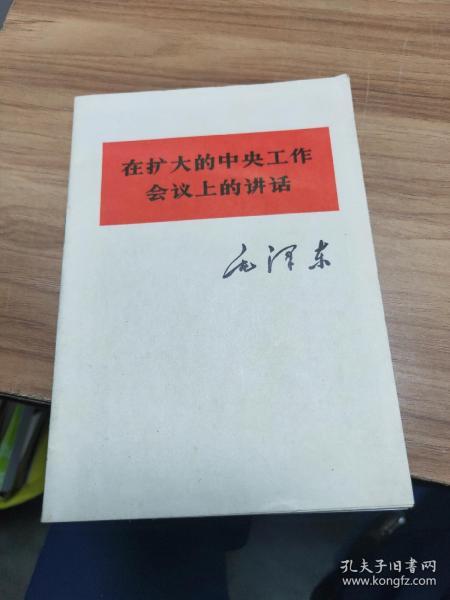 在扩大的中央工作
会议上的讲话
毛泽东
孔夫子旧书网
www.kongfz.com